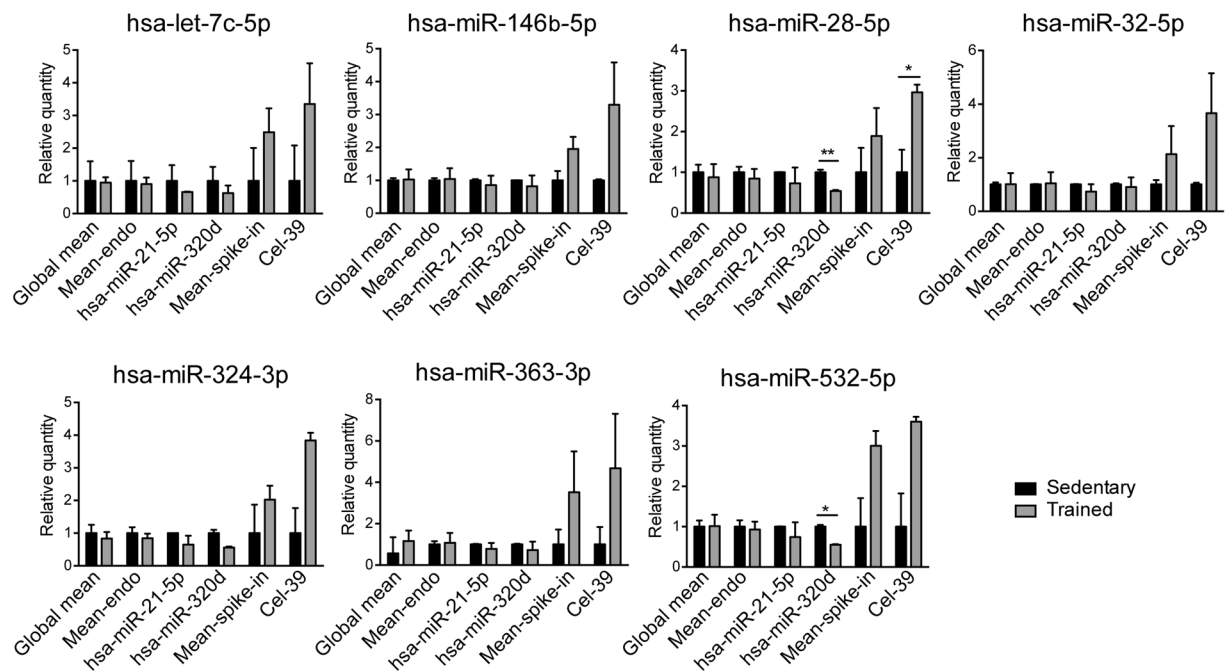 hsa-let-7c-5p
Relative quantity
5
4
3
2
1
0
Global mean
Mean-endo
hsa-miR-21-5p
hsa-miR-320d
Mean-spike-in
Cel-39
hsa-miR-146b-5p
Relative quantity
5
4
3
2
1
0
Global mean
Mean-endo
hsa-miR-21-5p
hsa-miR-320d
Mean-spike-in
Cel-39
hsa-miR-28-5p
Relative quantity
4
3
2
1
0
**
*
Global mean
Mean-endo
hsa-miR-21-5p
hsa-miR-320d
Mean-spike-in
Cel-39
hsa-miR-32-5p
Relative quantity
6
4
2
0
Global mean
Mean-endo
hsa-miR-21-5p
hsa-miR-320d
Mean-spike-in
Cel-39
hsa-miR-324-3p
Relative quantity
5
4
3
2
1
0
Global mean
Mean-endo
hsa-miR-21-5p
hsa-miR-320d
Mean-spike-in
Cel-39
hsa-miR-363-3p
Relative quantity
8
6
4
2
0
Global mean
Mean-endo
hsa-miR-21-5p
hsa-miR-320d
Mean-spike-in
Cel-39
hsa-miR-532-5p
Relative quantity
4
3
2
1
0
*
Global mean
Mean-endo
hsa-miR-21-5p
hsa-miR-320d
Mean-spike-in
Cel-39
Sedentary
Trained